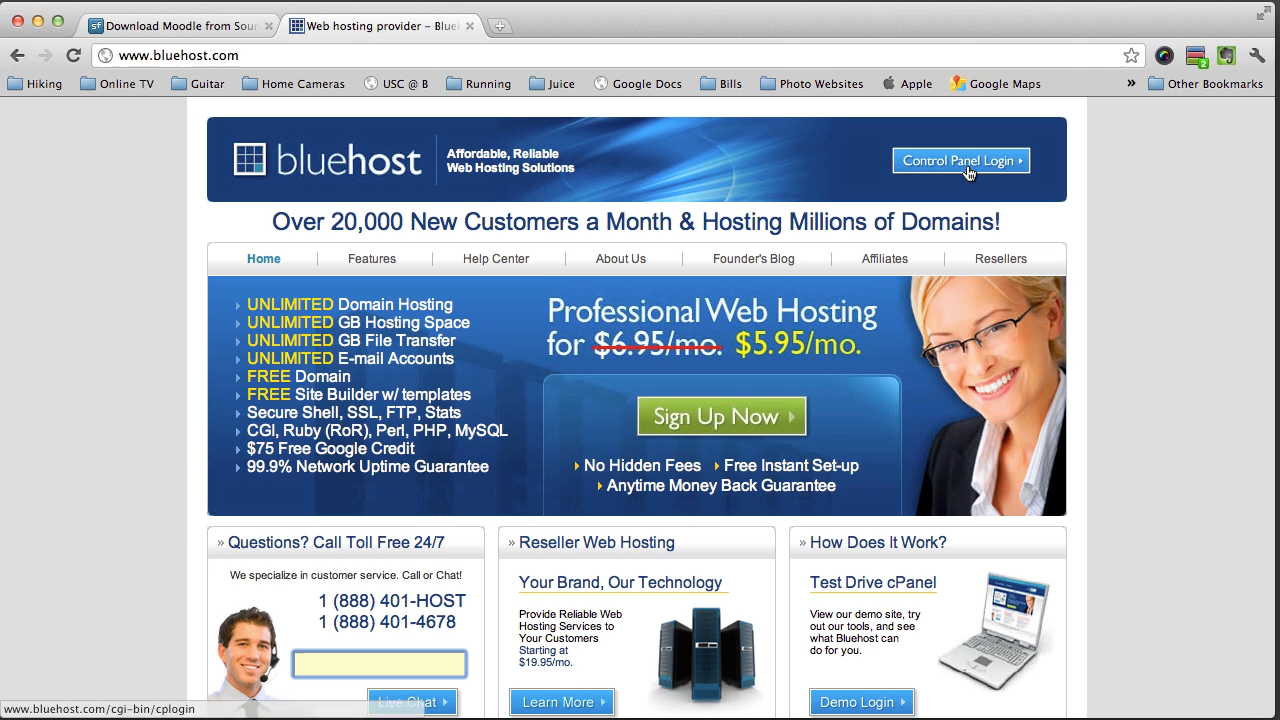 Download Moodle from Sour
Web hosting provider – Blueh
www.bluehost.com
2
Hiking
Online TV
Guitar
Home Cameras
USC @ B
Running
Juice
Google Docs
Bills
Photo Websites
Apple
Google Maps
»
Other Bookmarks
bluehost
Affordable, Reliable
Web Hosting Solutions
Control Panel Login
Over 20,000 New Customers a Month & Hosting Millions of Domains!
Home
Features
Help Center
About Us
Founder's Blog
Affiliates
Resellers
UNLIMITED Domain Hosting
UNLIMITED GB Hosting Space
UNLIMITED GB File Transfer
UNLIMITED E-mail Accounts
FREE Domain
FREE Site Builder w/ templates
Secure Shell, SSL, FTP, Stats
CGI, Ruby (RoR), Perl, PHP, MySQL
$75 Free Google Credit
99.9% Network Uptime Guarantee
Professional Web Hosting
for $6.95/mo. $5.95/mo.
Sign Up Now
No Hidden Fees Free Instant Set-up
Anytime Money Back Guarantee
» Questions? Call Toll Free 24/7
We specialize in customer service. Call or Chat!
1 (888) 401-HOST
1 (888) 401-4678
Live Chat
» Reseller Web Hosting
Your Brand, Our Technology
Provide Reliable Web
Hosting Services to
Your Customers
Starting at
$19.95/mo.
Learn More
» How Does It Work?
Test Drive cPanel
View our demo site, try
out our tools, and see
what Bluehost can
do for you.
Demo Login
www.bluehost.com/cgi-bin/cplogin